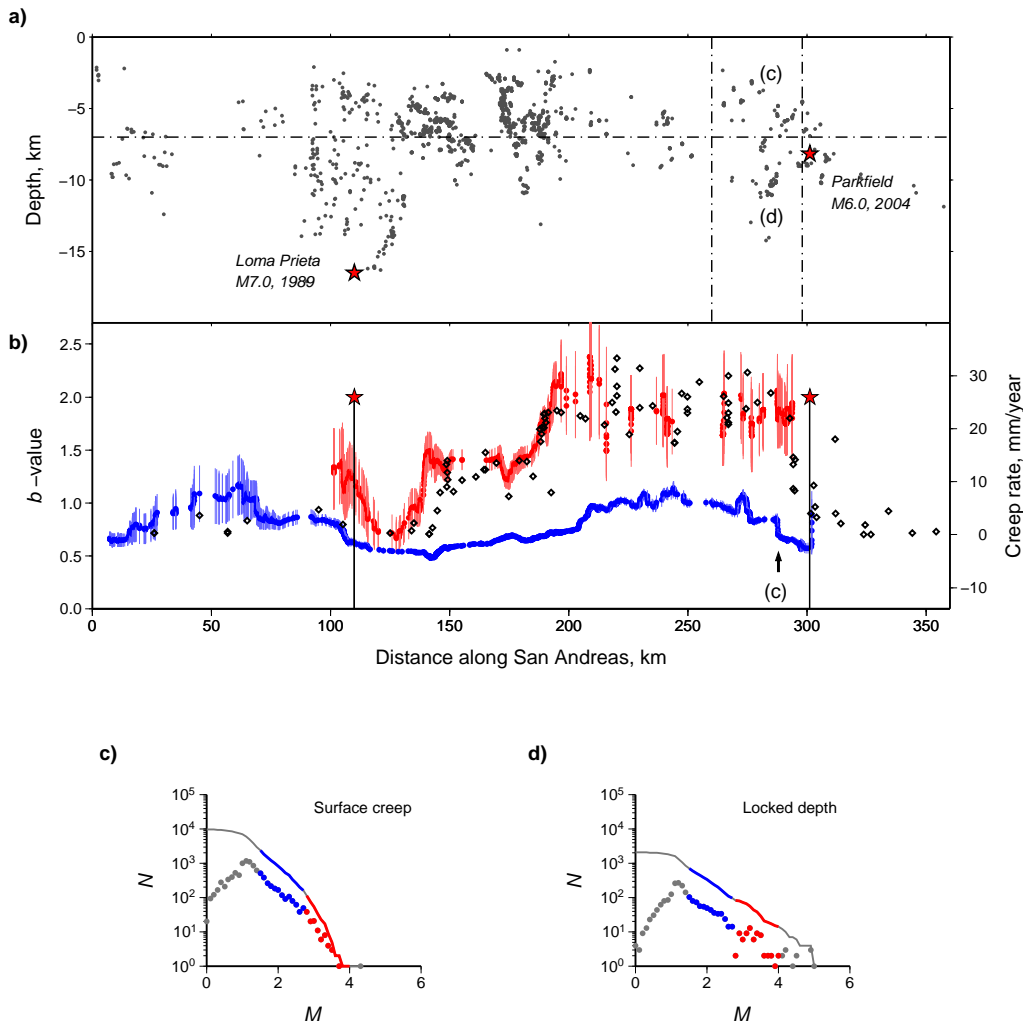 a)
0
−5
−10
−15
Depth, km
(c)
(d)
Parkfield
M6.0, 2004
Loma Prieta
M7.0, 1989
b)
2.5
2.0
1.5
1.0
0.5
0.0
b −value
30
20
10
0
−10
Creep rate, mm/year
(c)
0 50 100 150 200 250 300 350
Distance along San Andreas, km
c)
Surface creep
10^5
10^4
10^3
10^2
10^1
10^0
N
0 2 4 6
M
d)
Locked depth
10^5
10^4
10^3
10^2
10^1
10^0
N
0 2 4 6
M